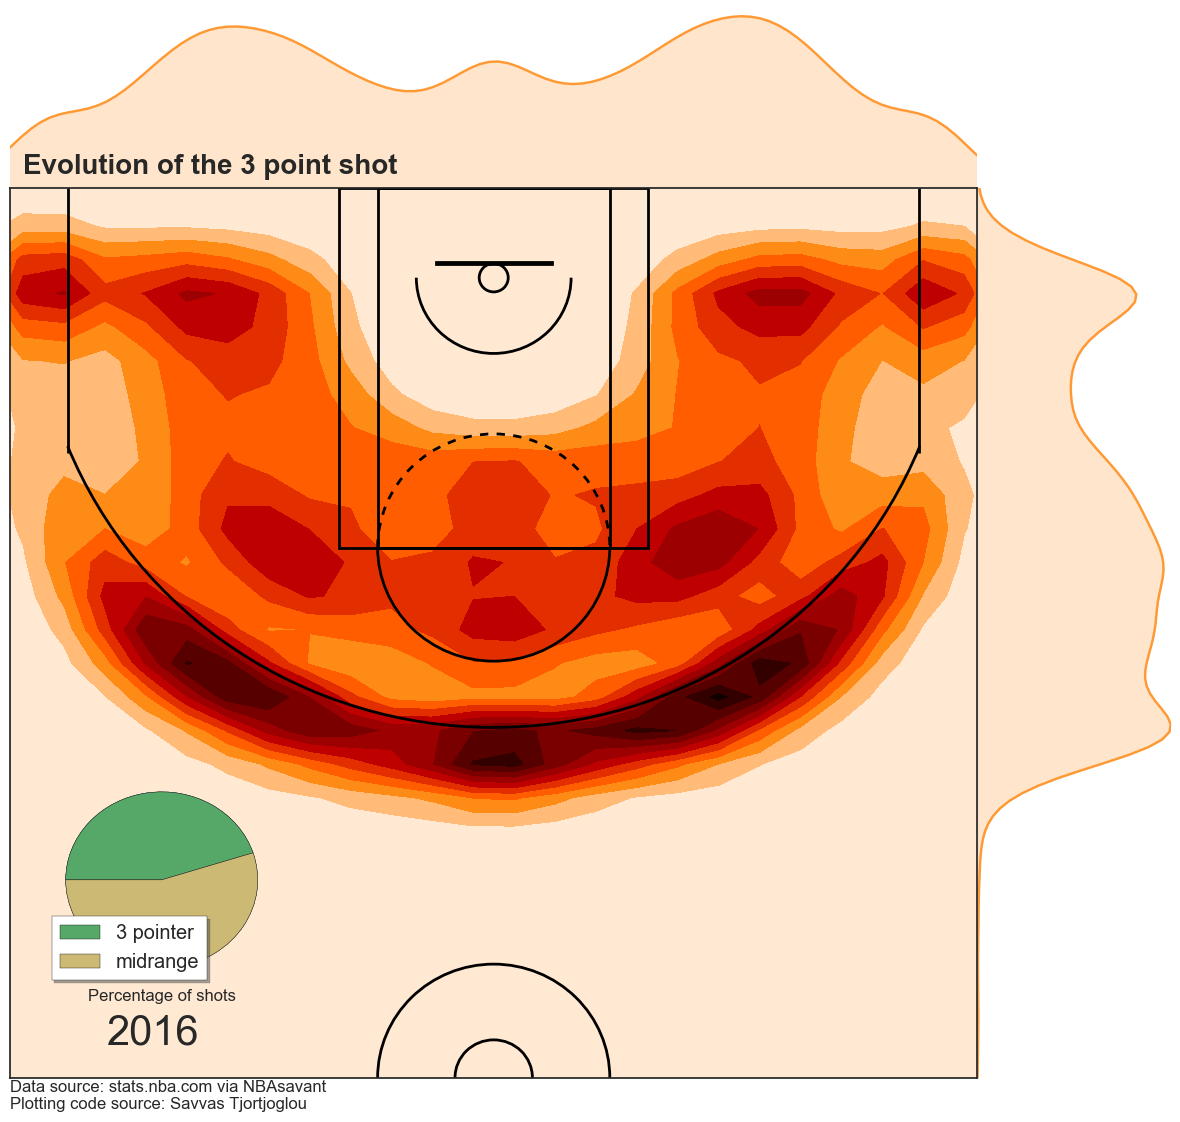 Evolution of the 3 point shot
3 pointer
midrange
Percentage of shots
2016
Data source: stats.nba.com via NBAsavant
Plotting code source: Savvas Tjortjoglou